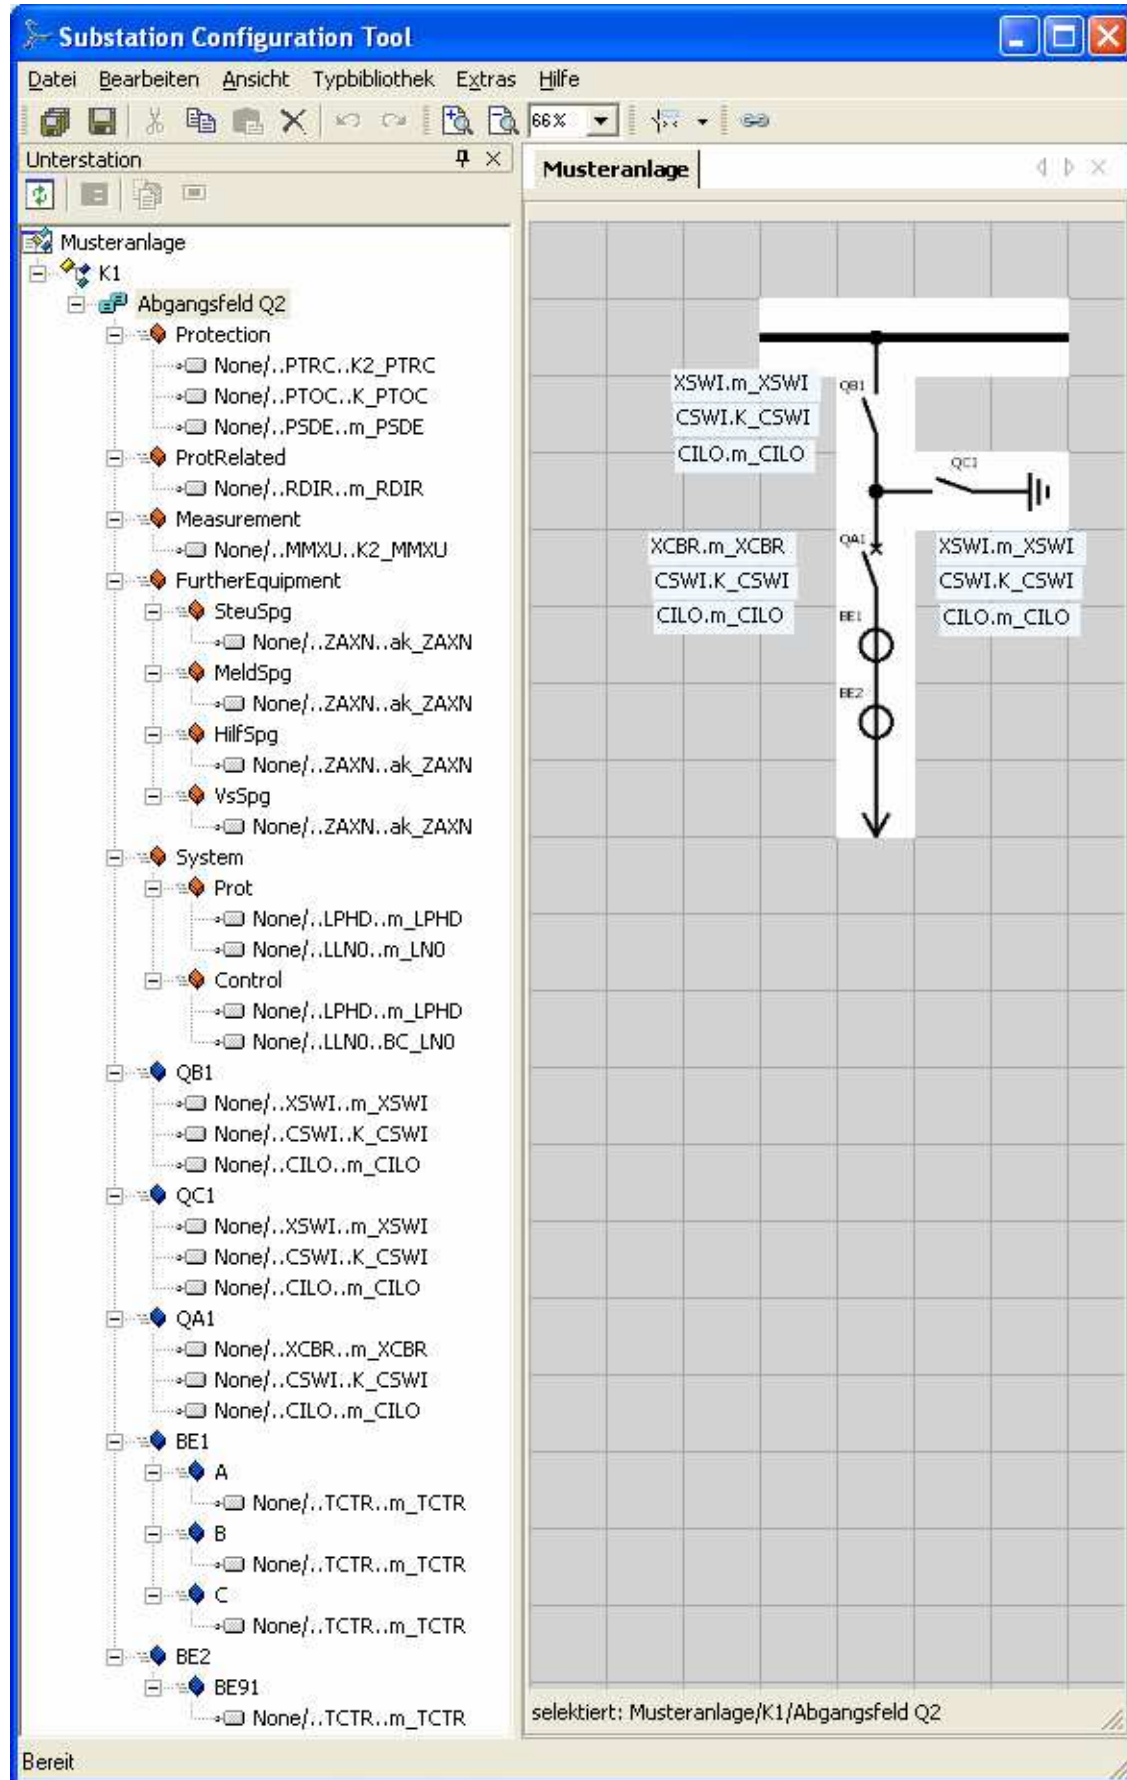 Substation Configuration Tool
Datei Bearbeiten Ansicht Typbibliothek Extras Hilfe
66%
Unterstation
Musteranlage
K1
Abgangsfeld Q2
Protection
None/..PTRC..K2_PTRC
None/..PTOC..K_PTOC
None/..PSDE..m_PSDE
ProtRelated
None/..RDIR..m_RDIR
Measurement
None/..MMXU..K2_MMXU
FurtherEquipment
SteuSpg
None/..ZAXN..ak_ZAXN
MeldSpg
None/..ZAXN..ak_ZAXN
HilfSpg
None/..ZAXN..ak_ZAXN
VsSpg
None/..ZAXN..ak_ZAXN
System
Prot
None/..LPHD..m_LPHD
None/..LLN0..m_LN0
Control
None/..LPHD..m_LPHD
None/..LLN0..BC_LN0
QB1
None/..XSWI..m_XSWI
None/..CSWI..K_CSWI
None/..CILO..m_CILO
QC1
None/..XSWI..m_XSWI
None/..CSWI..K_CSWI
None/..CILO..m_CILO
QA1
None/..XCBR..m_XCBR
None/..CSWI..K_CSWI
None/..CILO..m_CILO
BE1
A
None/..TCTR..m_TCTR
B
None/..TCTR..m_TCTR
C
None/..TCTR..m_TCTR
BE2
BE91
None/..TCTR..m_TCTR
Musteranlage
XSWI.m_XSWI
CSWI.K_CSWI
CILO.m_CILO
QB1
QC1
XCBR.m_XCBR
CSWI.K_CSWI
CILO.m_CILO
QA1
XSWI.m_XSWI
CSWI.K_CSWI
CILO.m_CILO
BE1
BE2
selektiert: Musteranlage/K1/Abgangsfeld Q2
Bereit